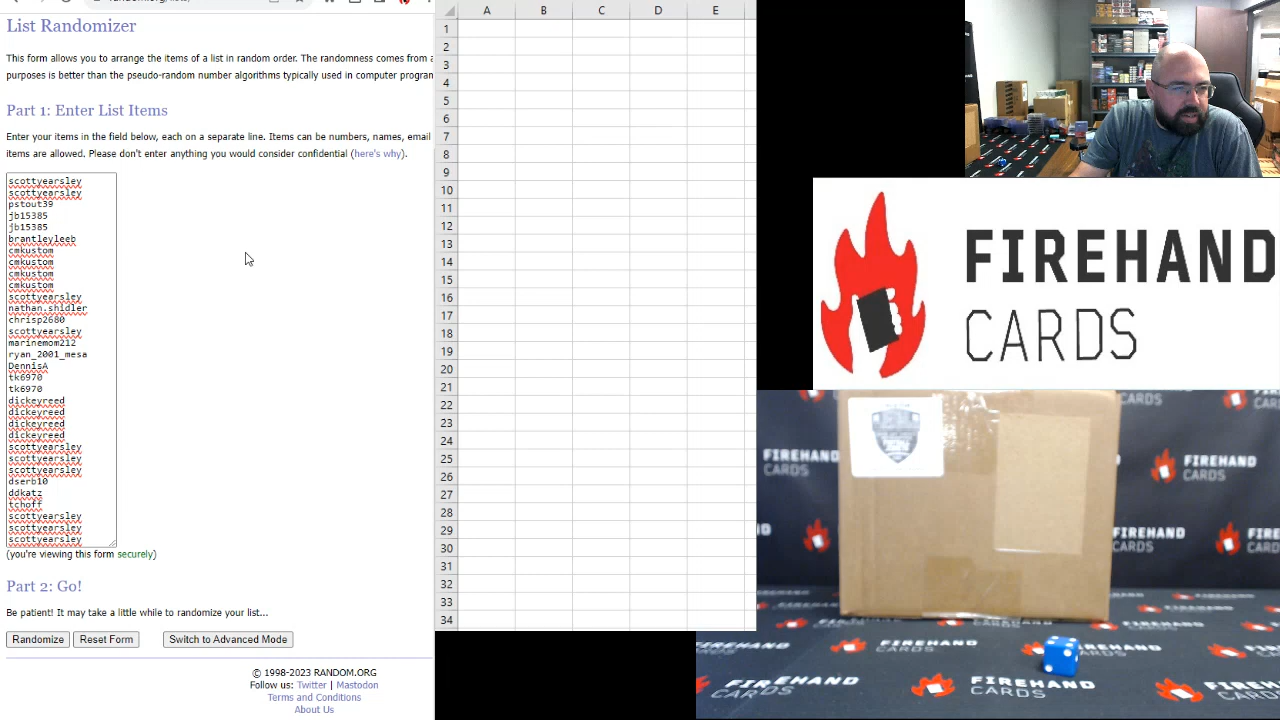 List Randomizer
This form allows you to arrange the items of a list in random order. The randomness comes from a
purposes is better than the pseudo-random number algorithms typically used in computer program
Part 1: Enter List Items
Enter your items in the field below, each on a separate line. Items can be numbers, names, email
items are allowed. Please don't enter anything you would consider confidential (here's why).
scottyearsley
scottyearsley
pstout39
jb15385
jb15385
brantleyleeb
cmkustom
cmkustom
cmkustom
cmkustom
scottyearsley
nathan.shidler
chrisp2680
scottyearsley
marinemom212
ryan_2001_mesa
DennisA
tk6970
tk6970
dickeyreed
dickeyreed
dickeyreed
dickeyreed
scottyearsley
scottyearsley
scottyearsley
dserb10
ddkatz
tchoff
scottyearsley
scottyearsley
scottyearsley
(you're viewing this form securely)
Part 2: Go!
Be patient! It may take a little while to randomize your list...
Randomize Reset Form Switch to Advanced Mode
© 1998-2023 RANDOM.ORG
Follow us: Twitter | Mastodon
Terms and Conditions
About Us
A B C D E
1
2
3
4
5
6
7
8
9
10
11
12
13
14
15
16
17
18
19
20
21
22
23
24
25
26
27
28
29
30
31
32
33
34
FIREHAND
CARDS
FIREHAND
CARDS
FIREHAND
CARDS
FIREHAND
CARDS
FIREHAND
CARDS